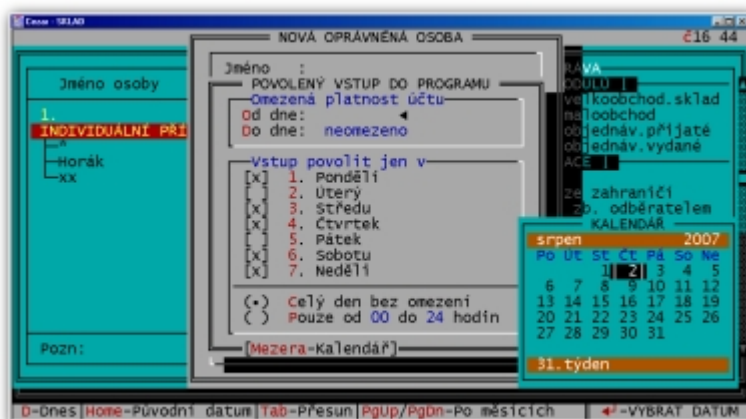 Cezar - SKLAD
č16 44
NOVÁ OPRÁVNĚNÁ OSOBA
Jméno :
POVOLENÝ VSTUP DO PROGRAMU
Omezená platnost účtu
Od dne:
Do dne: neomezeno
Vstup povolit jen v
[x] 1. Pondělí
[ ] 2. Úterý
[x] 3. Středu
[x] 4. Čtvrtek
[ ] 5. Pátek
[x] 6. Sobotu
[x] 7. Neděli
(•) Celý den bez omezení
( ) Pouze od 00 do 24 hodin
[Mezera-Kalendář]
Jméno osoby
1.
INDIVIDUÁLNÍ PŘÍ
^
Horák
xx
Pozn:
velkoobchod.sklad
maloobchod
objednáv.přijaté
objednáv.vydané
ze zahraničí
zb. odběratelem
KALENDÁŘ
srpen 2007
Po Út St Čt Pá So Ne
1 2 3 4 5
6 7 8 9 10 11 12
13 14 15 16 17 18 19
20 21 22 23 24 25 26
27 28 29 30 31
31.týden
D-Dnes Home-Původní datum Tab-Přesun PgUp/PgDn-Po měsících ↵-VYBRAT DATUM